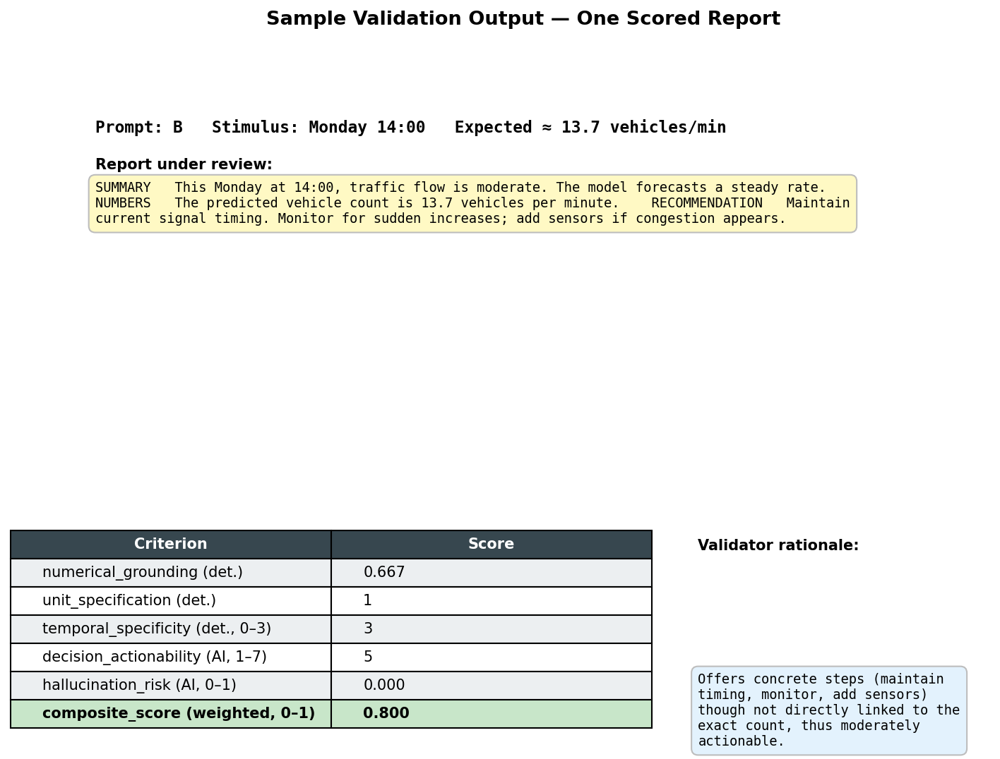 Sample Validation Output — One Scored Report
Prompt: B   Stimulus: Monday 14:00   Expected ≈ 13.7 vehicles/min
Report under review:
SUMMARY   This Monday at 14:00, traffic flow is moderate. The model forecasts a steady rate.
NUMBERS   The predicted vehicle count is 13.7 vehicles per minute.    RECOMMENDATION   Maintain
current signal timing. Monitor for sudden increases; add sensors if congestion appears.
Criterion   Score
numerical_grounding (det.)   0.667
unit_specification (det.)   1
temporal_specificity (det., 0–3)   3
decision_actionability (AI, 1–7)   5
hallucination_risk (AI, 0–1)   0.000
composite_score (weighted, 0–1)   0.800
Validator rationale:
Offers concrete steps (maintain
timing, monitor, add sensors)
though not directly linked to the
exact count, thus moderately
actionable.